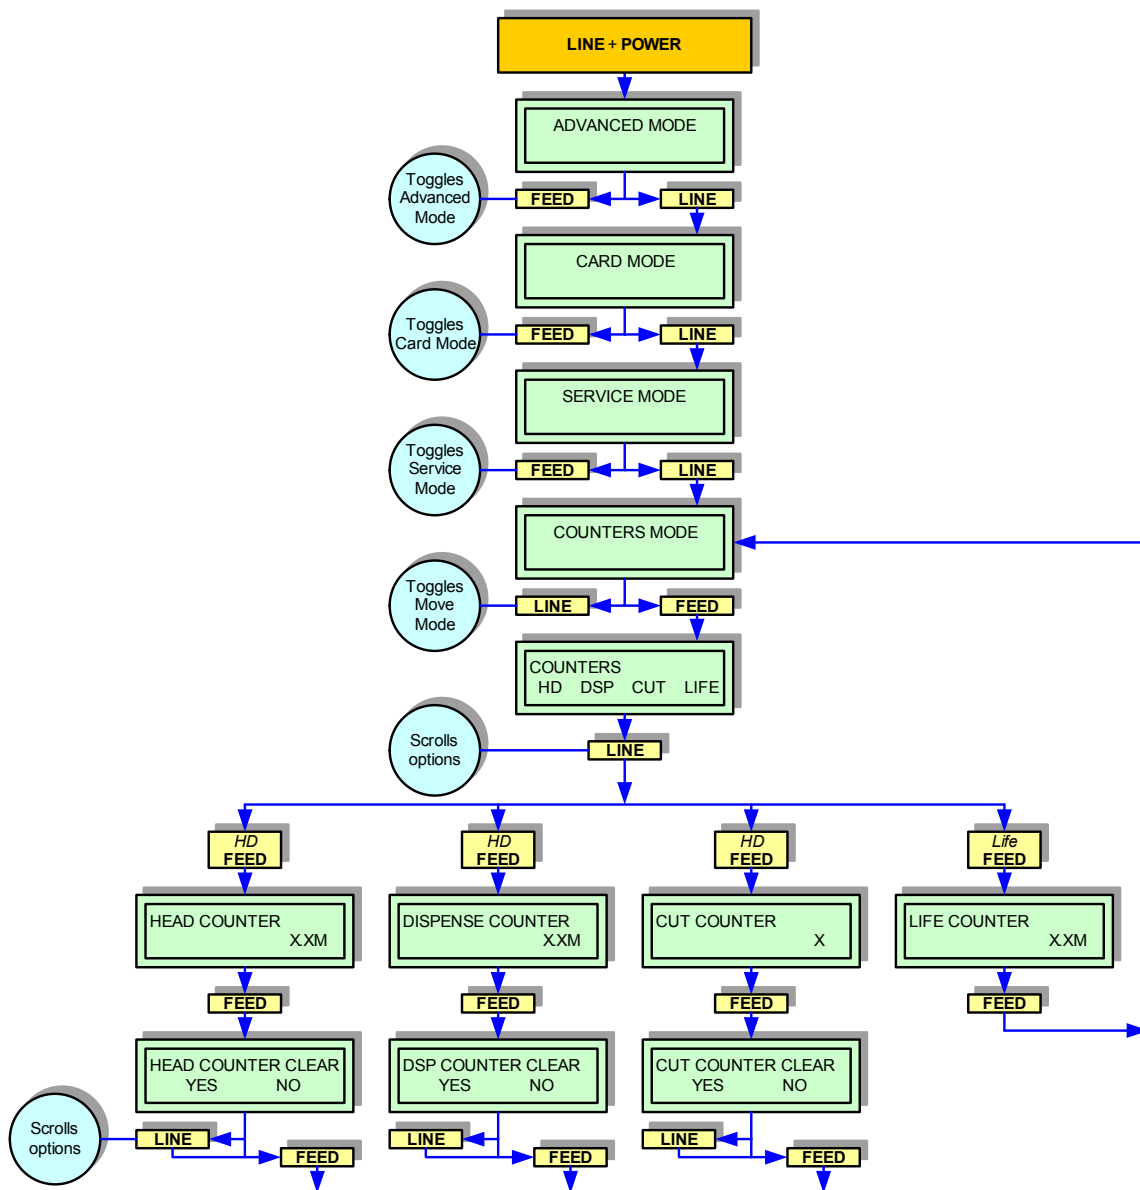 LINE + POWER
ADVANCED MODE
Toggles
Advanced
Mode
FEED
LINE
CARD MODE
Toggles
Card Mode
FEED
LINE
SERVICE MODE
Toggles
Service
Mode
FEED
LINE
COUNTERS MODE
Toggles
Move
Mode
LINE
FEED
COUNTERS
HD DSP CUT LIFE
Scrolls
options
LINE
HD
FEED
HD
FEED
HD
FEED
Life
FEED
HEAD COUNTER
X.XM
DISPENSE COUNTER
X.XM
CUT COUNTER
X
LIFE COUNTER
X.XM
FEED
FEED
FEED
FEED
HEAD COUNTER CLEAR
YES NO
DSP COUNTER CLEAR
YES NO
CUT COUNTER CLEAR
YES NO
Scrolls
options
LINE
FEED
LINE
FEED
LINE
FEED